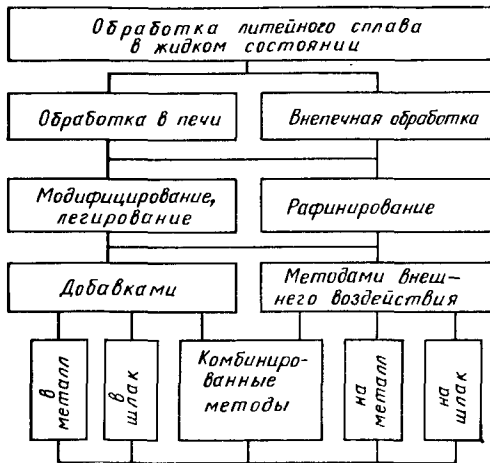 Обработка литейного сплава
в жидком состоянии
Обработка в печи
Внепечная обработка
Модифицирование,
легирование
Рафинирование
Добавками
Методами внеш-
него воздействия
в
металл
в
шлак
Комбиниро-
ванные
методы
на
металл
на
шлак